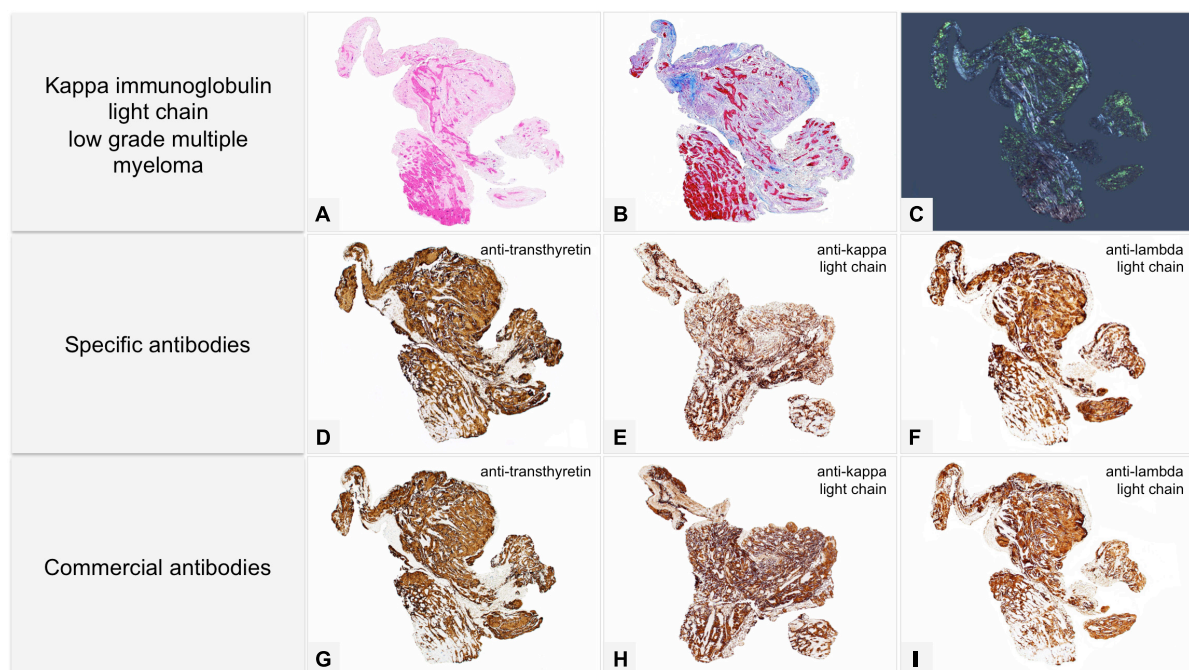 Kappa immunoglobulin
light chain
low grade multiple
myeloma
A
B
C
Specific antibodies
anti-transthyretin
D
anti-kappa
light chain
E
anti-lambda
light chain
F
Commercial antibodies
anti-transthyretin
G
anti-kappa
light chain
H
anti-lambda
light chain
I